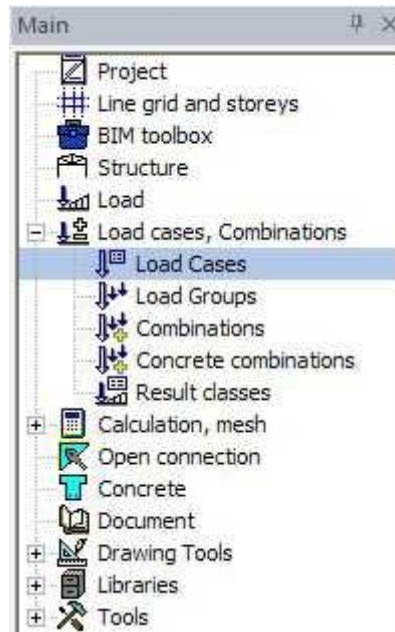 Main
Project
Line grid and storeys
BIM toolbox
Structure
Load
Load cases, Combinations
Load Cases
Load Groups
Combinations
Concrete combinations
Result classes
Calculation, mesh
Open connection
Concrete
Document
Drawing Tools
Libraries
Tools